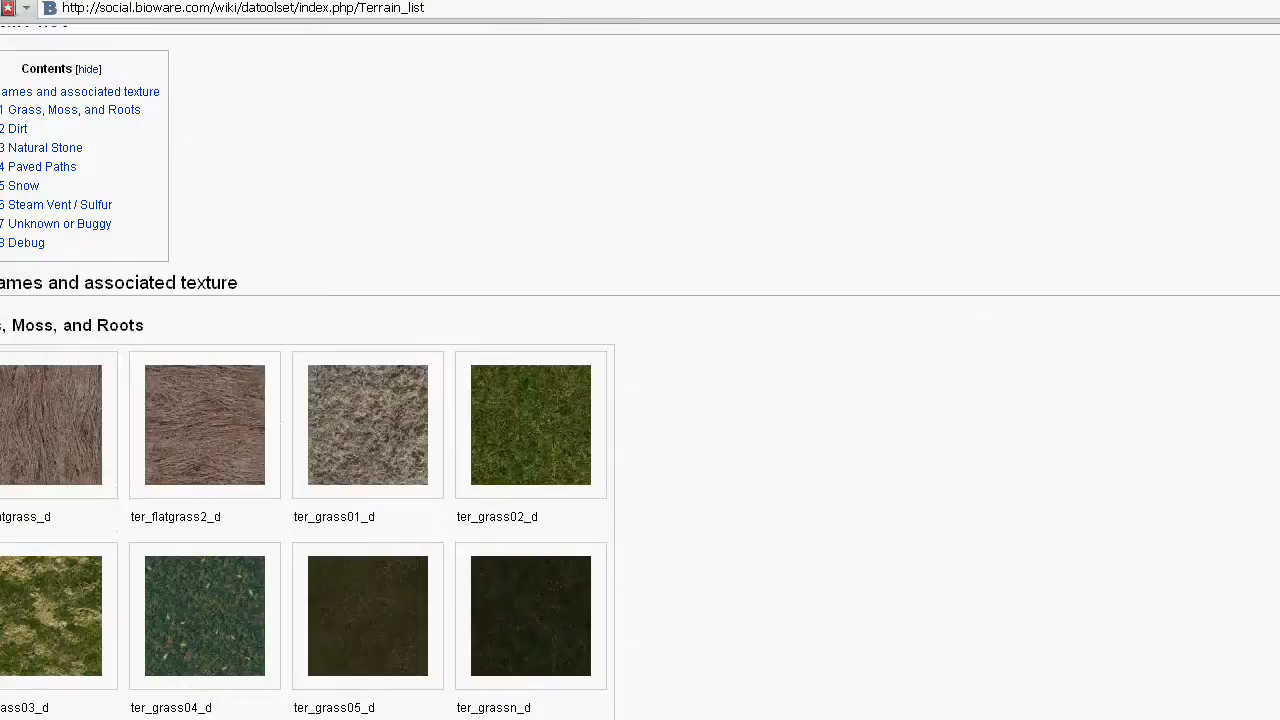 http://social.bioware.com/wiki/datoolset/index.php/Terrain_list
Contents [hide]
ames and associated texture
1 Grass, Moss, and Roots
2 Dirt
3 Natural Stone
4 Paved Paths
5 Snow
6 Steam Vent / Sulfur
7 Unknown or Buggy
8 Debug
ames and associated texture
s, Moss, and Roots
tgrass_d ter_flatgrass2_d ter_grass01_d ter_grass02_d
ass03_d ter_grass04_d ter_grass05_d ter_grassn_d